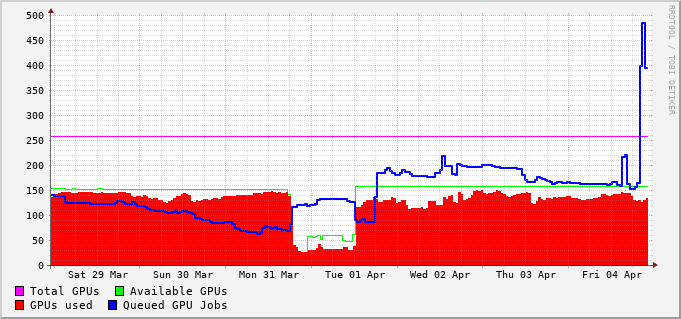 500
450
400
350
300
250
200
150
100
50
0
Sat 29 Mar Sun 30 Mar Mon 31 Mar Tue 01 Apr Wed 02 Apr Thu 03 Apr Fri 04 Apr
Total GPUs Available GPUs
GPUs used Queued GPU Jobs
RRDTOOL / TOBI OETIKER